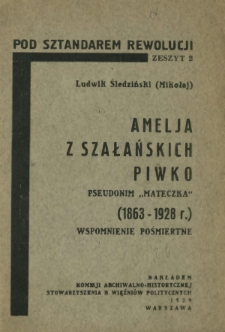 POD SZTANDAREM REWOLUCJI
ZESZYT 2
Ludwik Śledziński (Mikołaj)
AMELJA
Z SZAŁAŃSKICH
PIWKO
PSEUDONIM „MATECZKA"
(1863 - 1928 r.)
WSPOMNIENIE POŚMIERTNE
NAKŁADEM
KOMISJI ARCHIWALNO-HISTORYCZNEJ
STOWARZYSZENIA B. WIĘŹNIÓW POLITYCZNYCH
1929
WARSZAWA